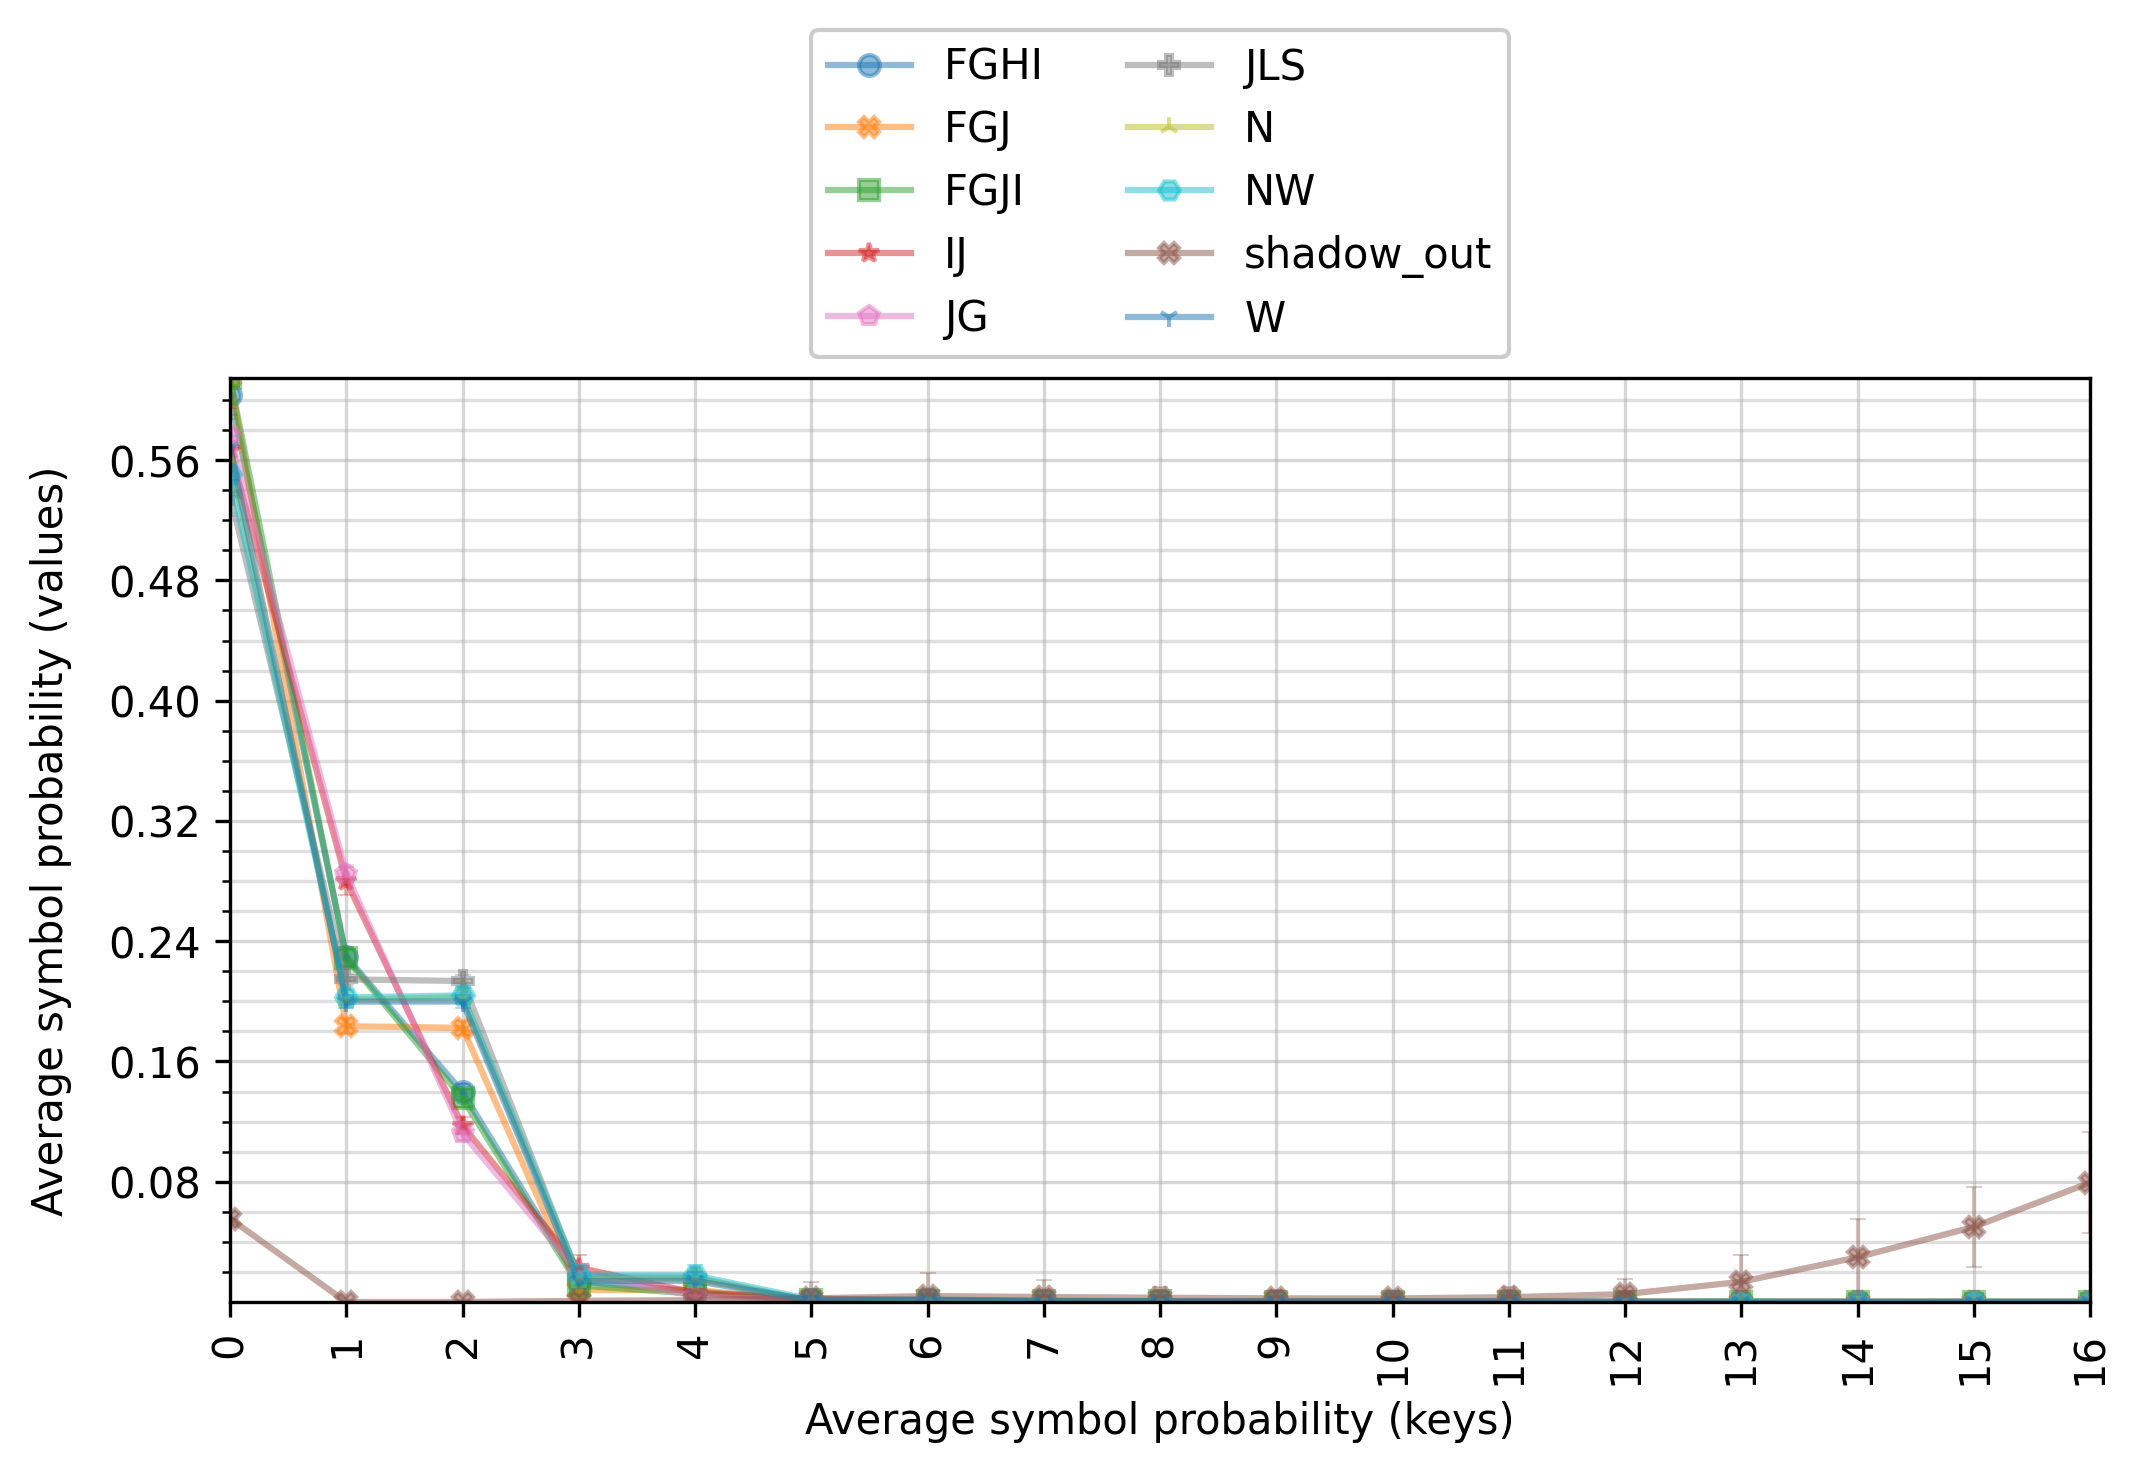 FGHI
FGJ
FGJI
IJ
JG
JLS
N
NW
shadow_out
W
Average symbol probability (values)
0.56
0.48
0.40
0.32
0.24
0.16
0.08
0 1 2 3 4 5 6 7 8 9 10 11 12 13 14 15 16
Average symbol probability (keys)